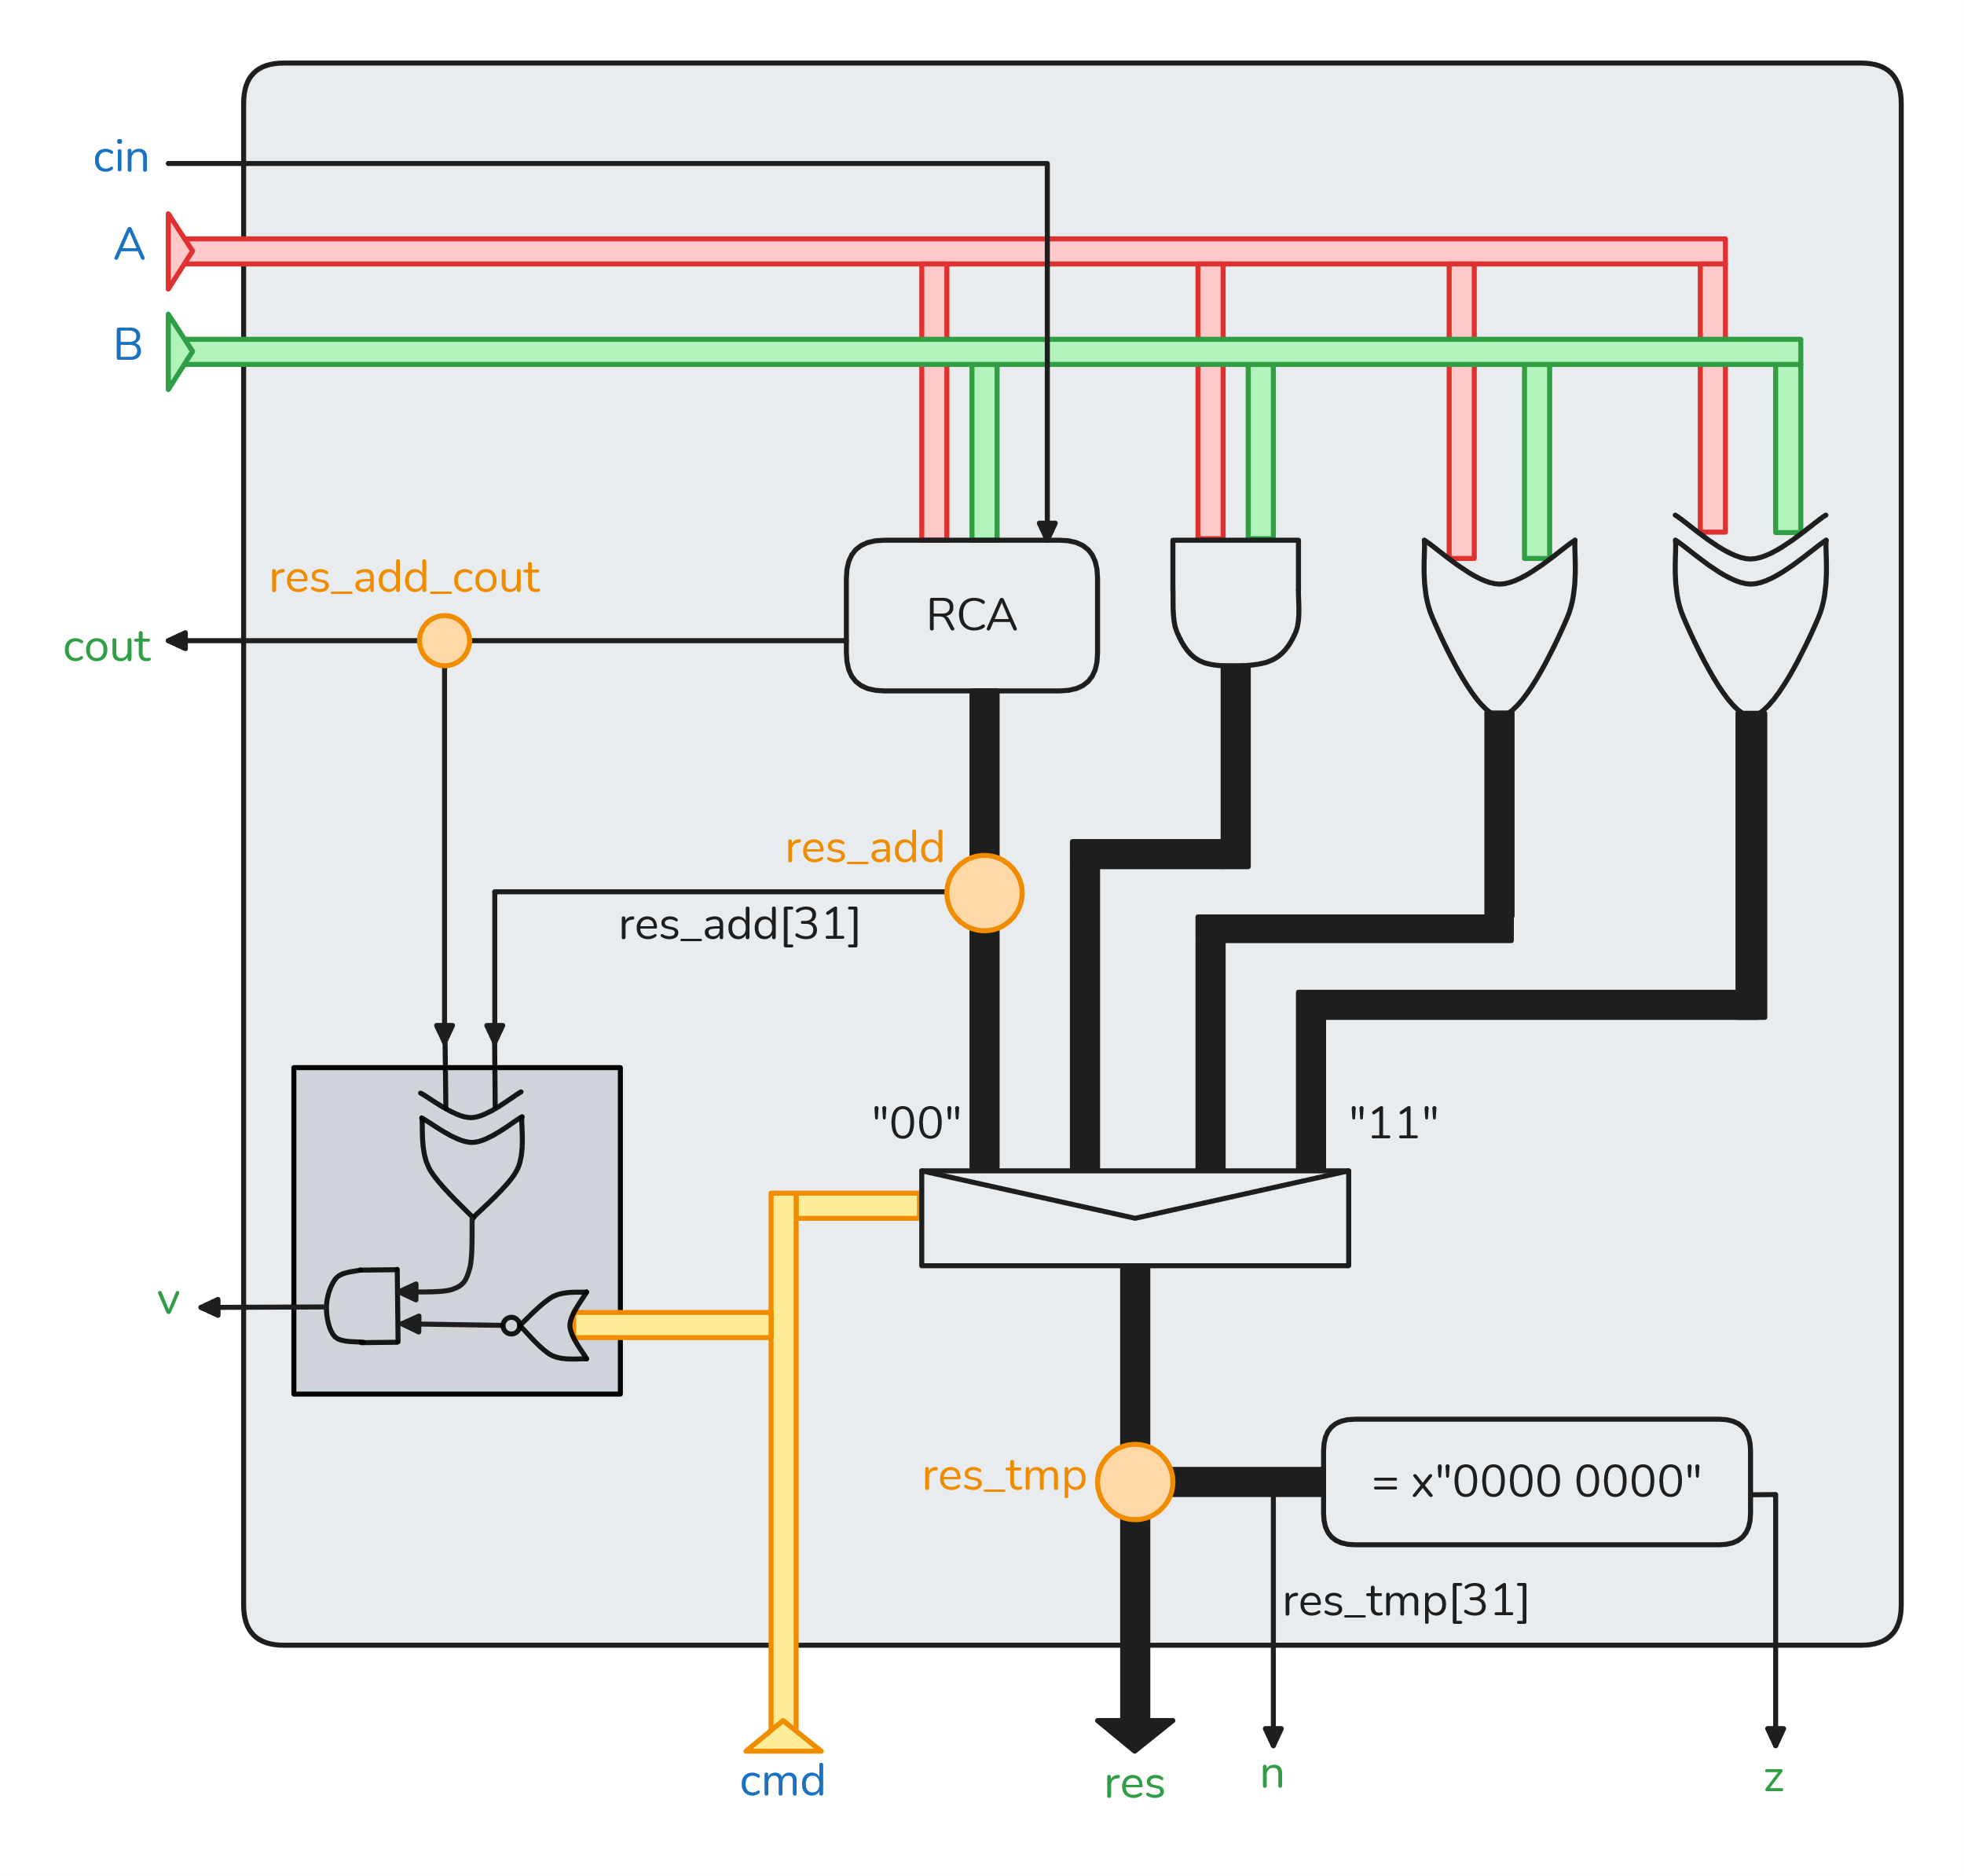 cin
A
B
res_add_cout
RCA
cout
res_add
res_add[31]
"00"
"11"
v
res_tmp
= x"0000 0000"
res_tmp[31]
cmd
res
n
z